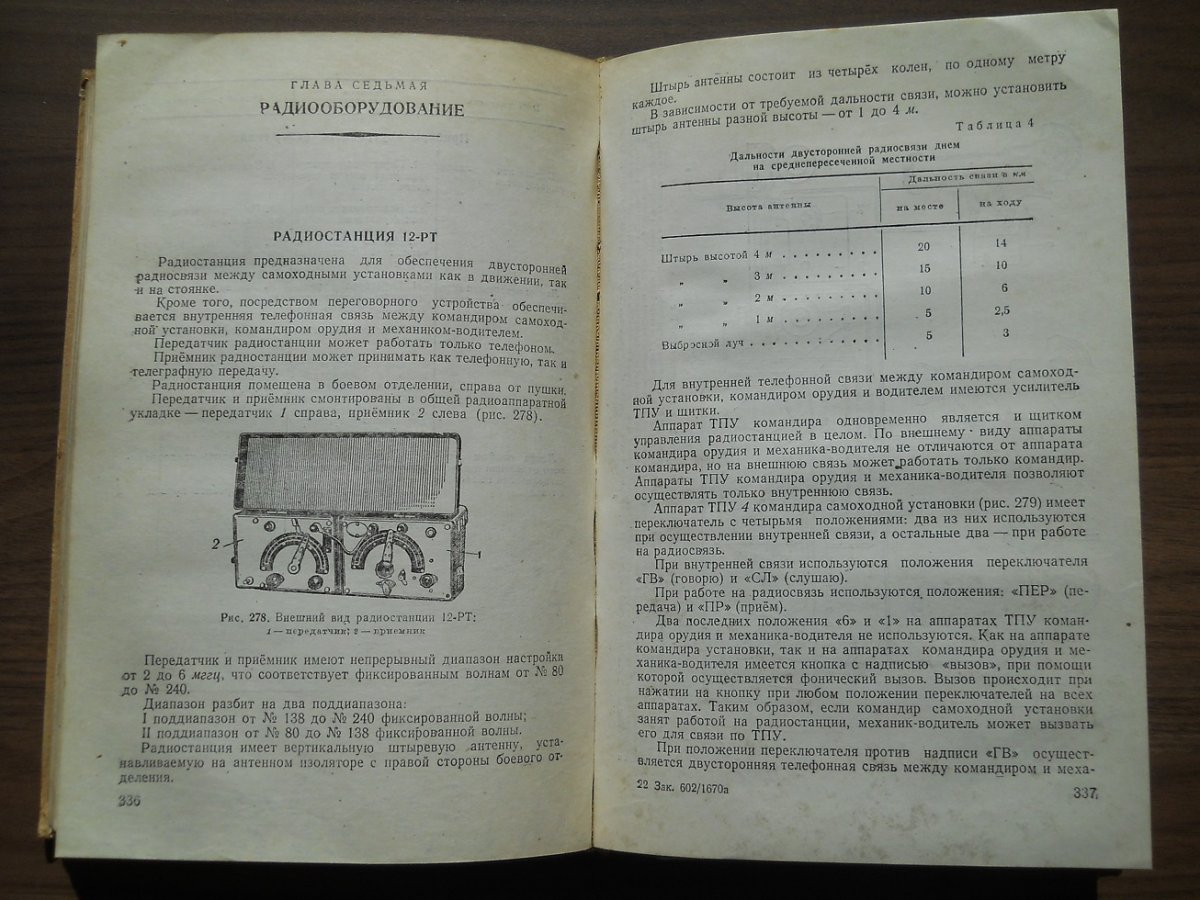 ГЛАВА СЕДЬМАЯ
РАДИООБОРУДОВАНИЕ
РАДИОСТАНЦИЯ 12-РТ
Радиостанция предназначена для обеспечения двусторонней
радиосвязи между самоходными установками как в движении, так
и на стоянке.
Кроме того, посредством переговорного устройства обеспечи-
вается внутренняя телефонная связь между командиром самоход-
ной установки, командиром орудия и механиком-водителем.
Передатчик радиостанции может работать только телефоном.
Приёмник радиостанции может принимать как телефонную, так и
телеграфную передачу.
Радиостанция помещена в боевом отделении, справа от пушки.
Передатчик и приёмник смонтированы в общей радиоаппаратной
укладке — передатчик 1 справа, приёмник 2 слева (рис. 278).
2
1
Рис. 278. Внешний вид радиостанции 12-РТ:
1 — передатчик; 2 — приемник
Передатчик и приёмник имеют непрерывный диапазон настройки
от 2 до 6 мггц, что соответствует фиксированным волнам от № 80
до № 240.
Диапазон разбит на два поддиапазона:
I поддиапазон от № 138 до № 240 фиксированной волны;
II поддиапазон от № 80 до № 138 фиксированной волны.
Радиостанция имеет вертикальную штыревую антенну, уста-
навливаемую на антенном изоляторе с правой стороны боевого от-
деления.
336
Штырь антенны состоит из четырёх колен, по одному метру
каждое.
В зависимости от требуемой дальности связи, можно установить
штырь антенны разной высоты — от 1 до 4 м.
Таблица 4
Дальности двусторонней радиосвязи днем
на среднепересеченной местности
Высота антенны
Дальность связи в км
на месте
на ходу
Штырь высотой 4 м . . . . . . . . . 20 14
„ „ 3 м . . . . . . . . . 15 10
„ „ 2 м . . . . . . . . . 10 6
„ „ 1 м . . . . . . . . . 5 2,5
Выбросной луч . . . . . . . . . . . . 5 3
Для внутренней телефонной связи между командиром самоход-
ной установки, командиром орудия и водителем имеются усилитель
ТПУ и щитки.
Аппарат ТПУ командира одновременно является и щитком
управления радиостанцией в целом. По внешнему виду аппараты
командира орудия и механика-водителя не отличаются от аппарата
командира, но на внешнюю связь может работать только командир.
Аппараты ТПУ командира орудия и механика-водителя позволяют
осуществлять только внутреннюю связь.
Аппарат ТПУ 4 командира самоходной установки (рис. 279) имеет
переключатель с четырьмя положениями: два из них используются
при осуществлении внутренней связи, а остальные два — при работе
на радиосвязь.
При внутренней связи используются положения переключателя
«ГВ» (говорю) и «СЛ» (слушаю).
При работе на радиосвязь используются положения: «ПЕР» (пе-
редача) и «ПР» (приём).
Два последних положения «6» и «1» на аппаратах ТПУ коман-
дира орудия и механика-водителя не используются. Как на аппарате
командира установки, так и на аппаратах командира орудия и ме-
ханика-водителя имеется кнопка с надписью «вызов», при помощи
которой осуществляется фонический вызов. Вызов происходит при
нажатии на кнопку при любом положении переключателей на всех
аппаратах. Таким образом, если командир самоходной установки
занят работой на радиостанции, механик-водитель может вызвать
его для связи по ТПУ.
При положении переключателя против надписи «ГВ» осущест-
вляется двусторонняя телефонная связь между командиром и меха-
22 Зак. 602/1670а
337